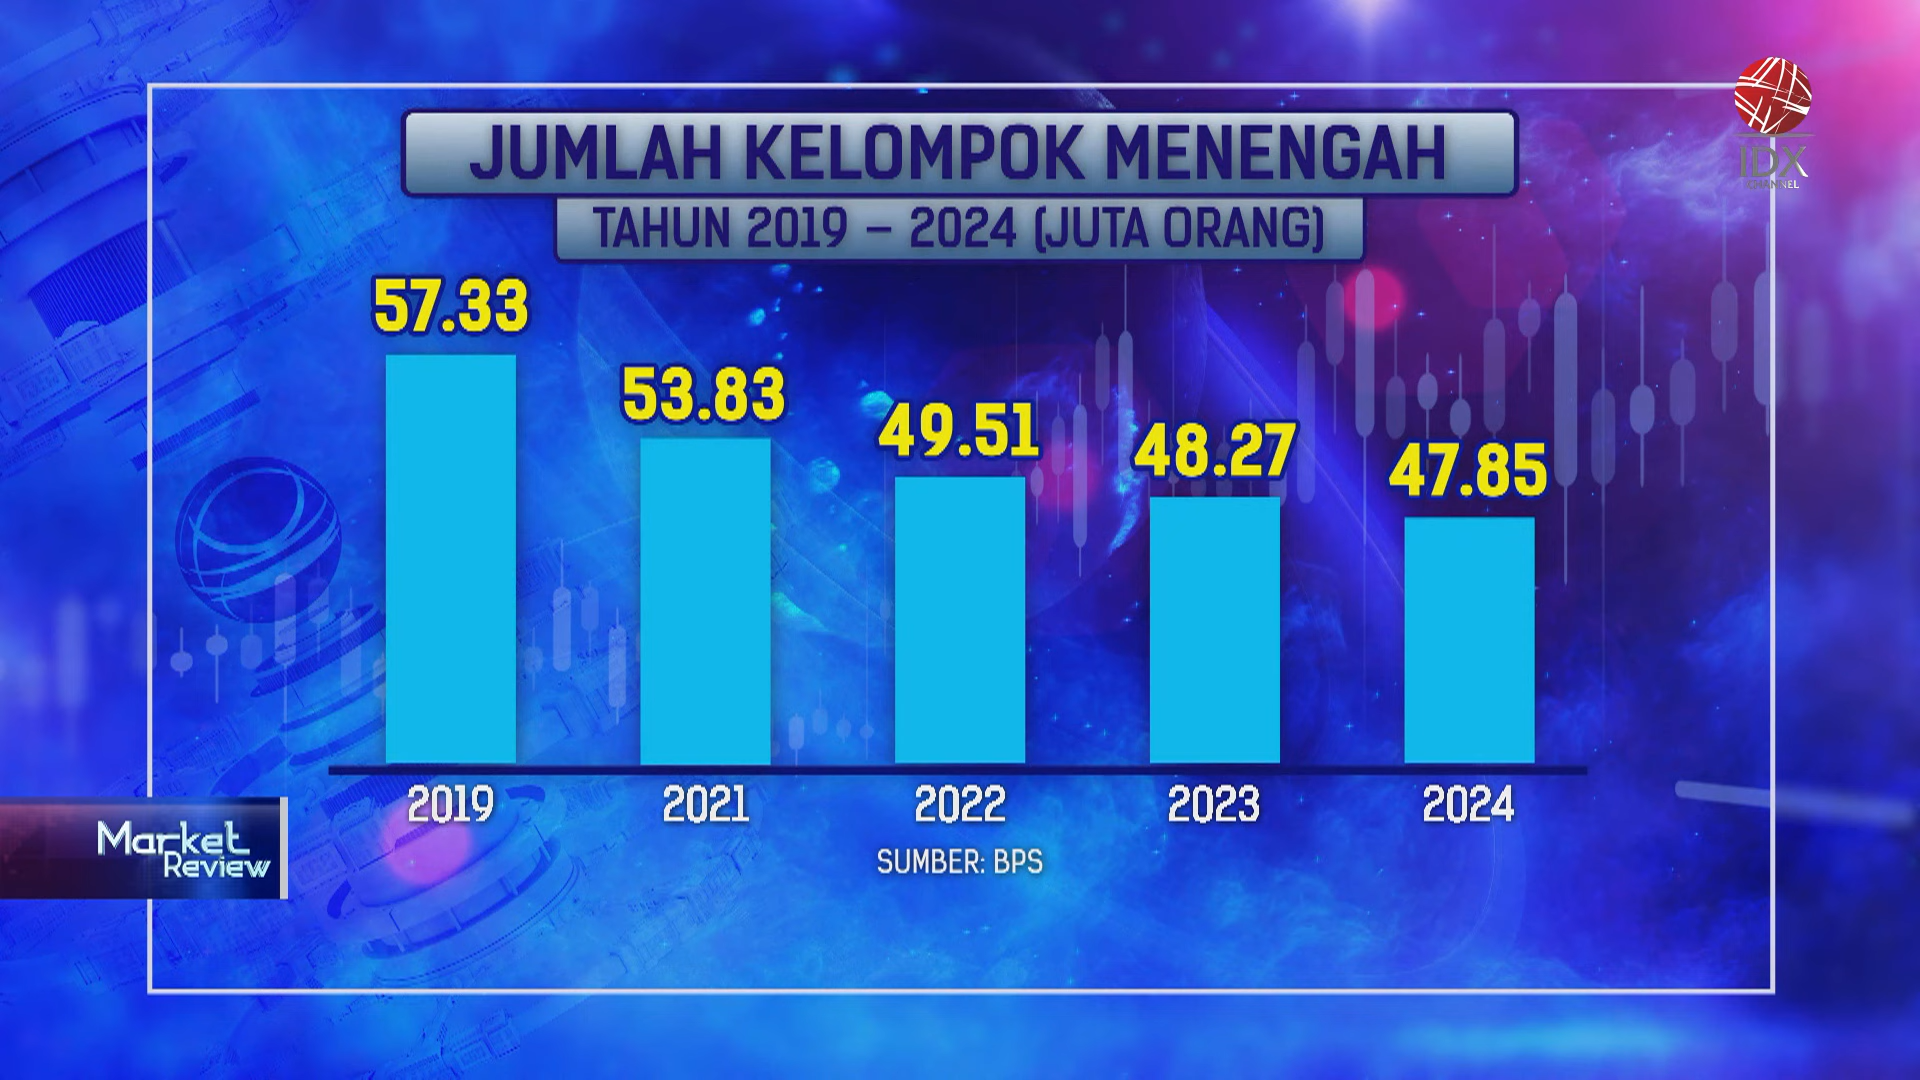 IDX
CHANNEL
JUMLAH KELOMPOK MENENGAH
TAHUN 2019 – 2024 (JUTA ORANG)
57.33
53.83
49.51
48.27
47.85
2019
2021
2022
2023
2024
SUMBER: BPS
Market
Review